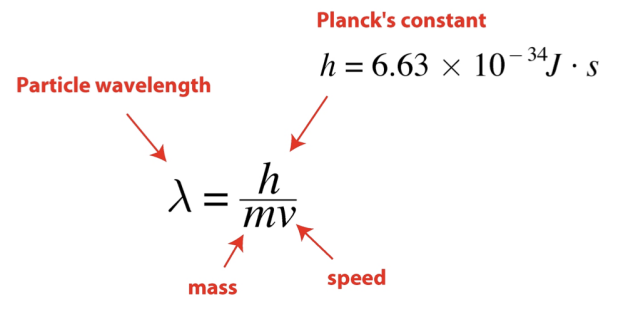 Planck's constant
h = 6.63 × 10⁻³⁴J · s
Particle wavelength
λ = h/mv
mass
speed